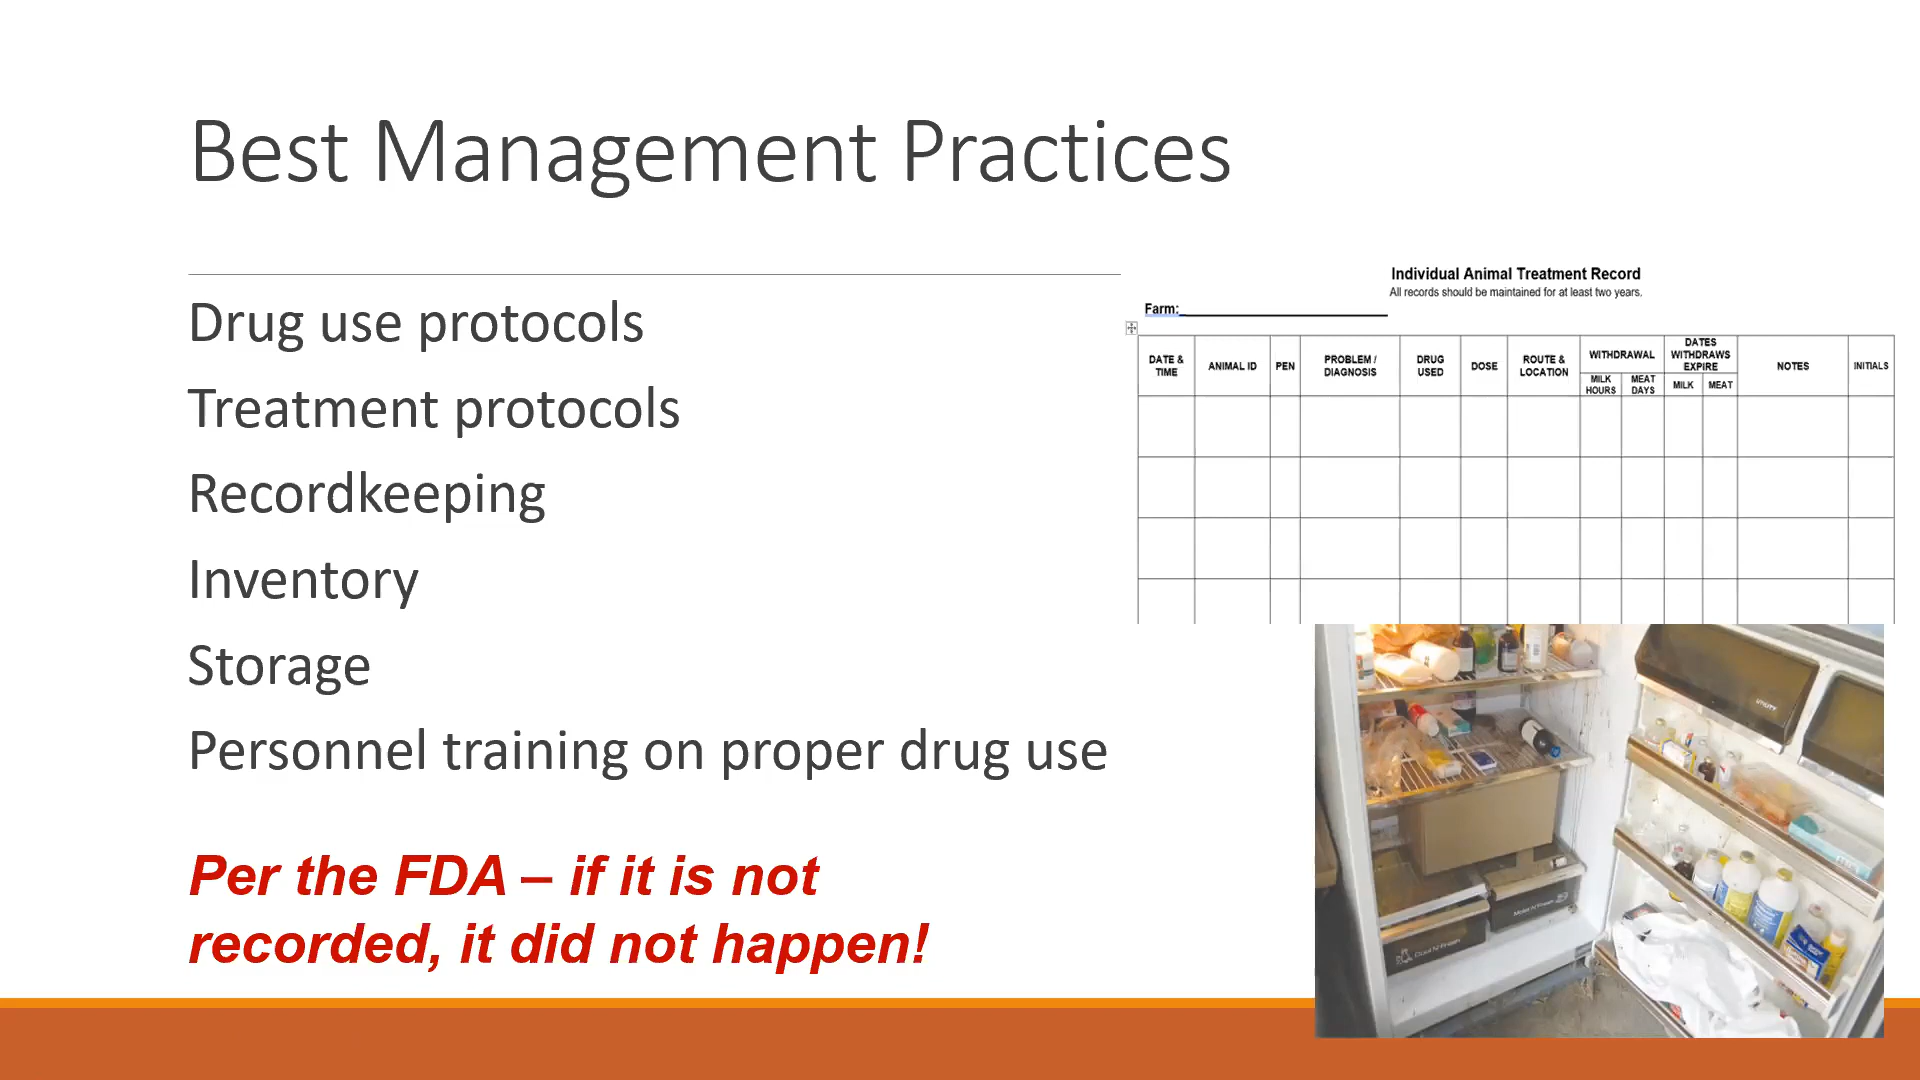 Best Management Practices
Drug use protocols
Treatment protocols
Recordkeeping
Inventory
Storage
Personnel training on proper drug use
Per the FDA – if it is not
recorded, it did not happen!
Individual Animal Treatment Record
All records should be maintained for at least two years.
Farm:
DATE &
TIME
ANIMAL ID
PEN
PROBLEM /
DIAGNOSIS
DRUG
USED
DOSE
ROUTE &
LOCATION
WITHDRAWAL
MILK
HOURS
MEAT
DAYS
DATES
WITHDRAWS
EXPIRE
MILK
MEAT
NOTES
INITIALS
UTILITY